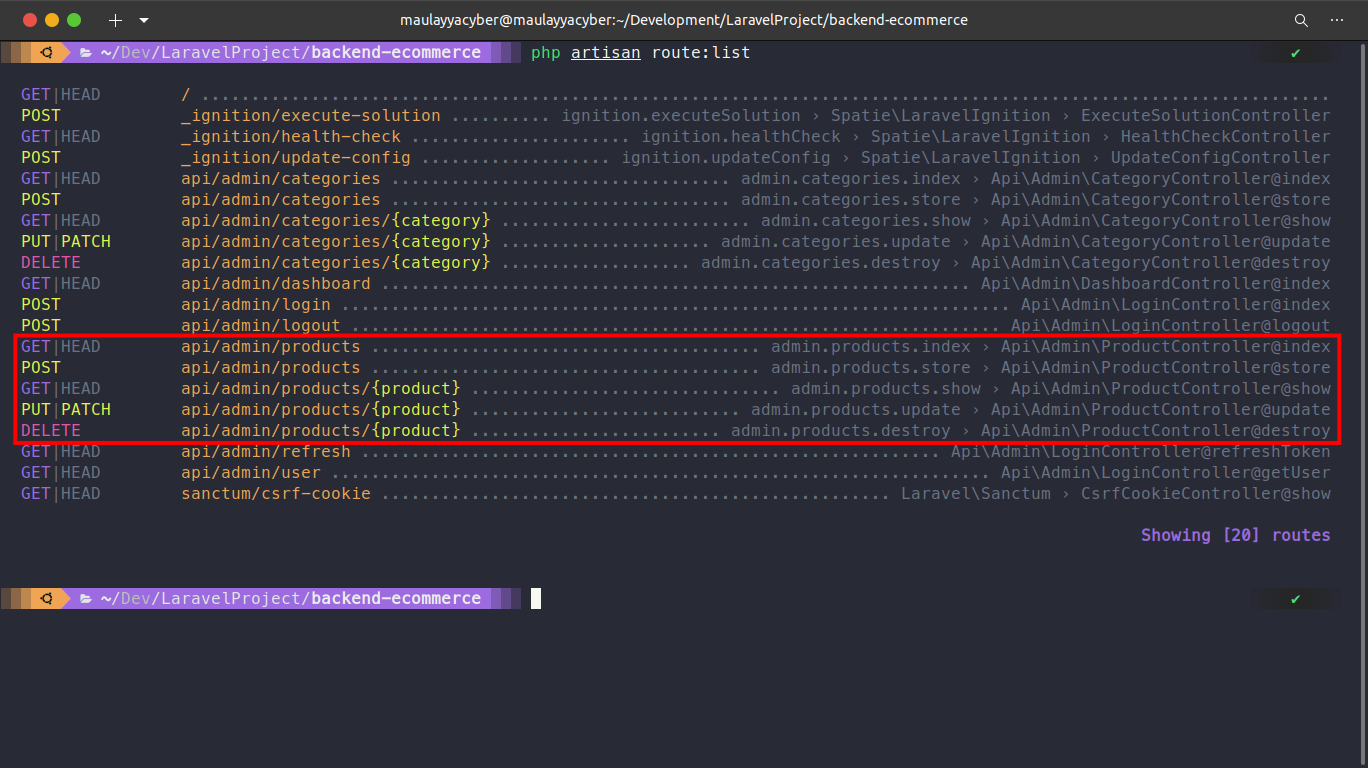 maulayyacyber@maulayyacyber:~/Development/LaravelProject/backend-ecommerce
~/Dev/LaravelProject/backend-ecommerce php artisan route:list ✔
GET|HEAD / .................................................................................................................
POST _ignition/execute-solution .......... ignition.executeSolution › Spatie\LaravelIgnition › ExecuteSolutionController
GET|HEAD _ignition/health-check ...................... ignition.healthCheck › Spatie\LaravelIgnition › HealthCheckController
POST _ignition/update-config ................... ignition.updateConfig › Spatie\LaravelIgnition › UpdateConfigController
GET|HEAD api/admin/categories .................................. admin.categories.index › Api\Admin\CategoryController@index
POST api/admin/categories .................................. admin.categories.store › Api\Admin\CategoryController@store
GET|HEAD api/admin/categories/{category} ......................... admin.categories.show › Api\Admin\CategoryController@show
PUT|PATCH api/admin/categories/{category} ..................... admin.categories.update › Api\Admin\CategoryController@update
DELETE api/admin/categories/{category} ................... admin.categories.destroy › Api\Admin\CategoryController@destroy
GET|HEAD api/admin/dashboard ........................................................... Api\Admin\DashboardController@index
POST api/admin/login ................................................................... Api\Admin\LoginController@index
POST api/admin/logout ................................................................. Api\Admin\LoginController@logout
GET|HEAD api/admin/products ....................................... admin.products.index › Api\Admin\ProductController@index
POST api/admin/products ....................................... admin.products.store › Api\Admin\ProductController@store
GET|HEAD api/admin/products/{product} ............................... admin.products.show › Api\Admin\ProductController@show
PUT|PATCH api/admin/products/{product} ........................... admin.products.update › Api\Admin\ProductController@update
DELETE api/admin/products/{product} ......................... admin.products.destroy › Api\Admin\ProductController@destroy
GET|HEAD api/admin/refresh .......................................................... Api\Admin\LoginController@refreshToken
GET|HEAD api/admin/user .................................................................. Api\Admin\LoginController@getUser
GET|HEAD sanctum/csrf-cookie ................................................... Laravel\Sanctum › CsrfCookieController@show
Showing [20] routes
~/Dev/LaravelProject/backend-ecommerce ✔